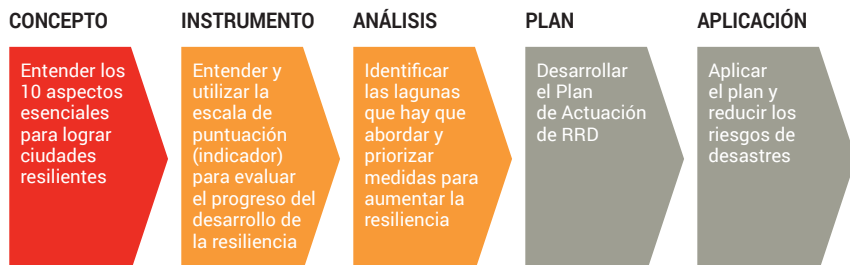 CONCEPTO
Entender los
10 aspectos
esenciales
para lograr
ciudades
resilientes
INSTRUMENTO
Entender y
utilizar la
escala de
puntuación
(indicador)
para evaluar
el progreso del
desarrollo de
la resiliencia
ANÁLISIS
Identificar
las lagunas
que hay que
abordar y
priorizar
medidas para
aumentar la
resiliencia
PLAN
Desarrollar
el Plan
de Actuación
de RRD
APLICACIÓN
Aplicar
el plan y
reducir los
riesgos de
desastres